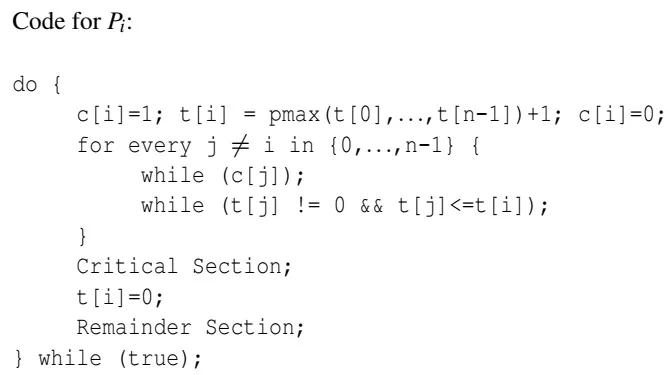 Code for Pi:
do {
c[i]=1; t[i] = pmax(t[0],...,t[n-1])+1; c[i]=0;
for every j ≠ i in {0,...,n-1} {
while (c[j]);
while (t[j] != 0 && t[j]<=t[i]);
}
Critical Section;
t[i]=0;
Remainder Section;
} while (true);